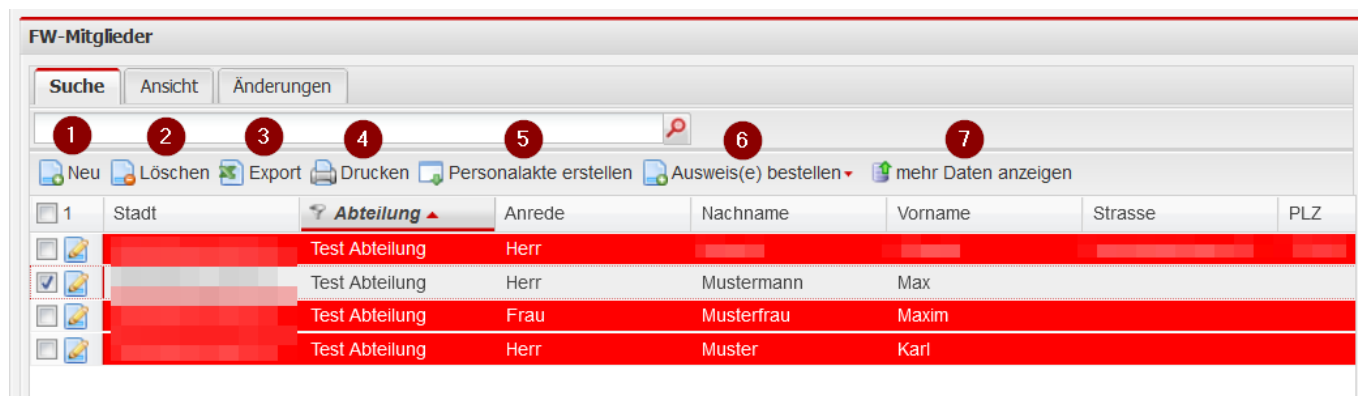 FW-Mitglieder
Suche Ansicht Änderungen
1 2 3 4 5 6 7
Neu Löschen Export Drucken Personalakte erstellen Ausweis(e) bestellen mehr Daten anzeigen
1 Stadt Abteilung Anrede Nachname Vorname Strasse PLZ
Test Abteilung Herr
Test Abteilung Herr Mustermann Max
Test Abteilung Frau Musterfrau Maxim
Test Abteilung Herr Muster Karl